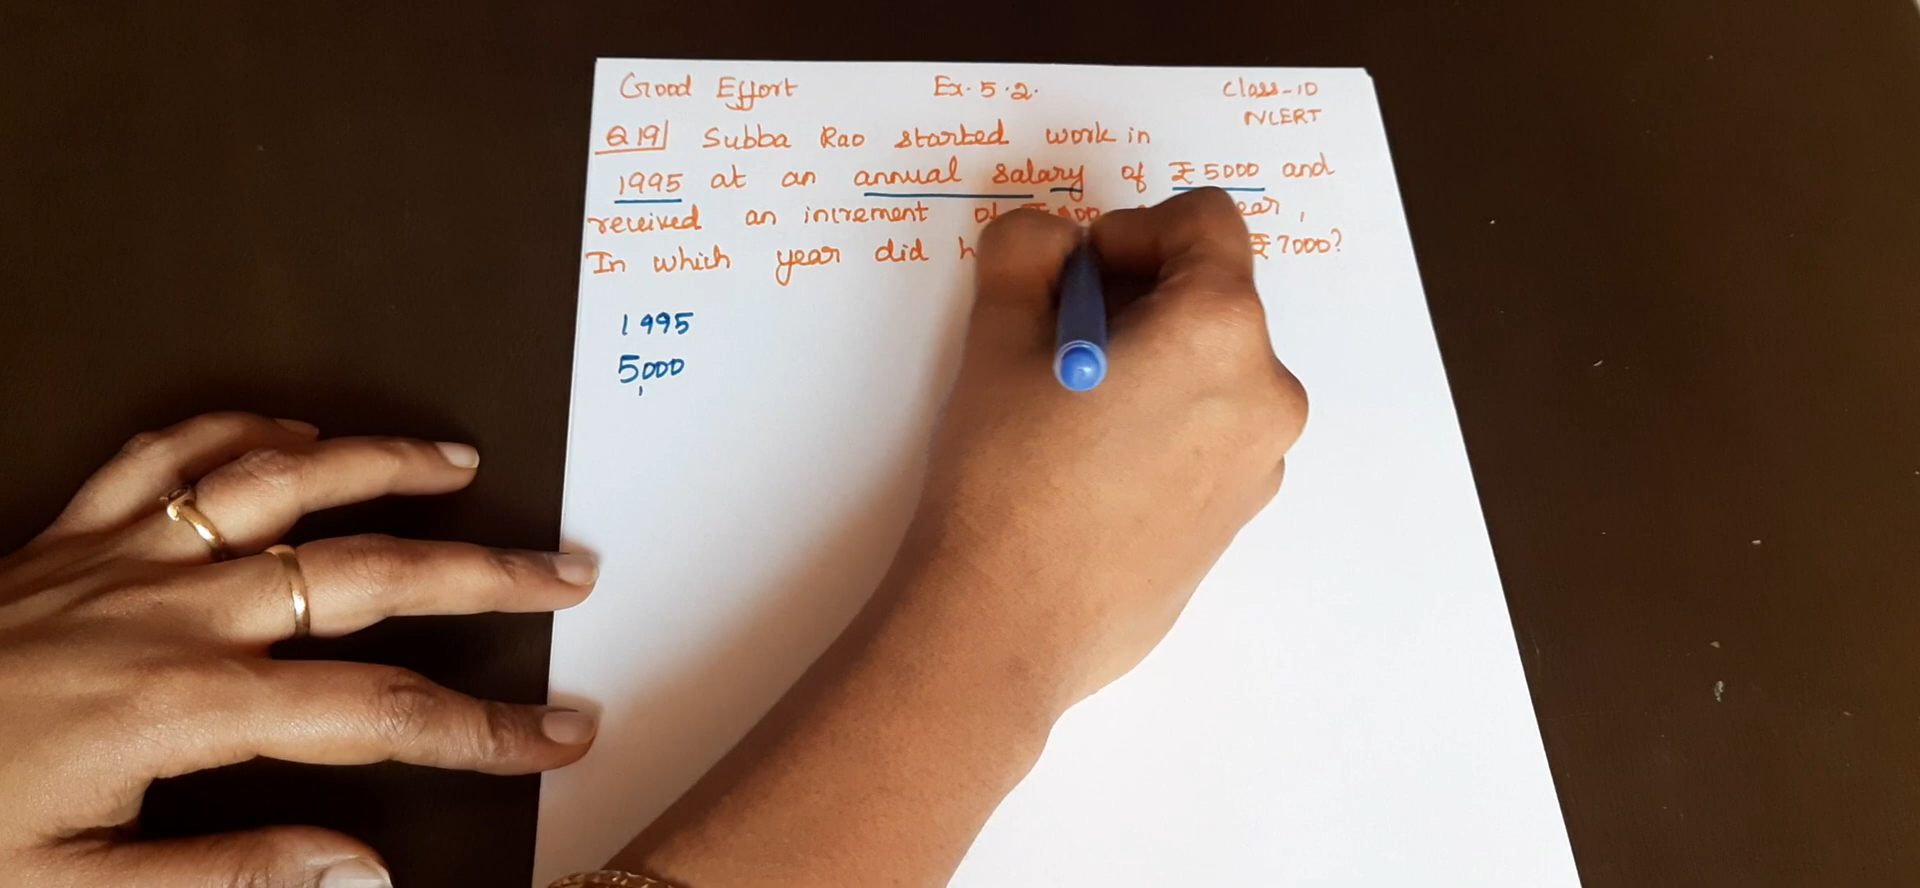 Good Effort Ex. 5.2. Class-10
NCERT
Q19| Subba Rao started work in
1995 at an annual salary of ₹5000 and
received an increment of
In which year did ₹7000?
1995
5000